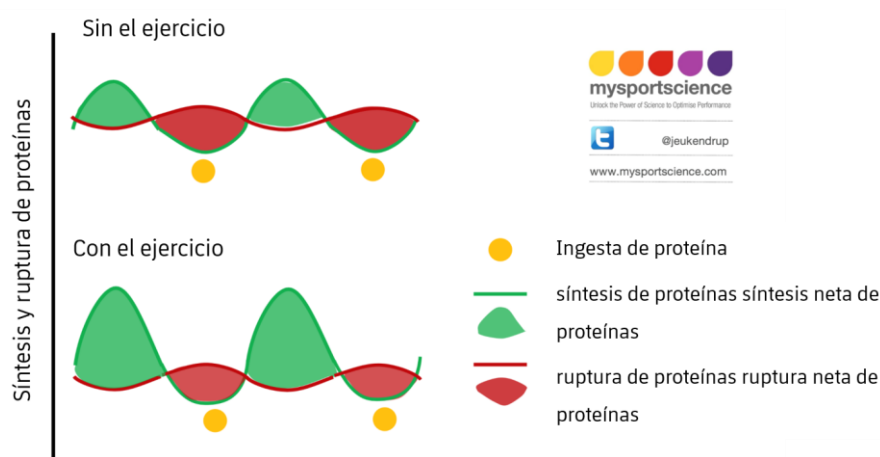 Sin el ejercicio
mysportscience
Unlock the Power of Science to Optimise Performance
@jeukendrup
www.mysportscience.com
Síntesis y ruptura de proteínas
Con el ejercicio
Ingesta de proteína
síntesis de proteínas síntesis neta de
proteínas
ruptura de proteínas ruptura neta de
proteínas